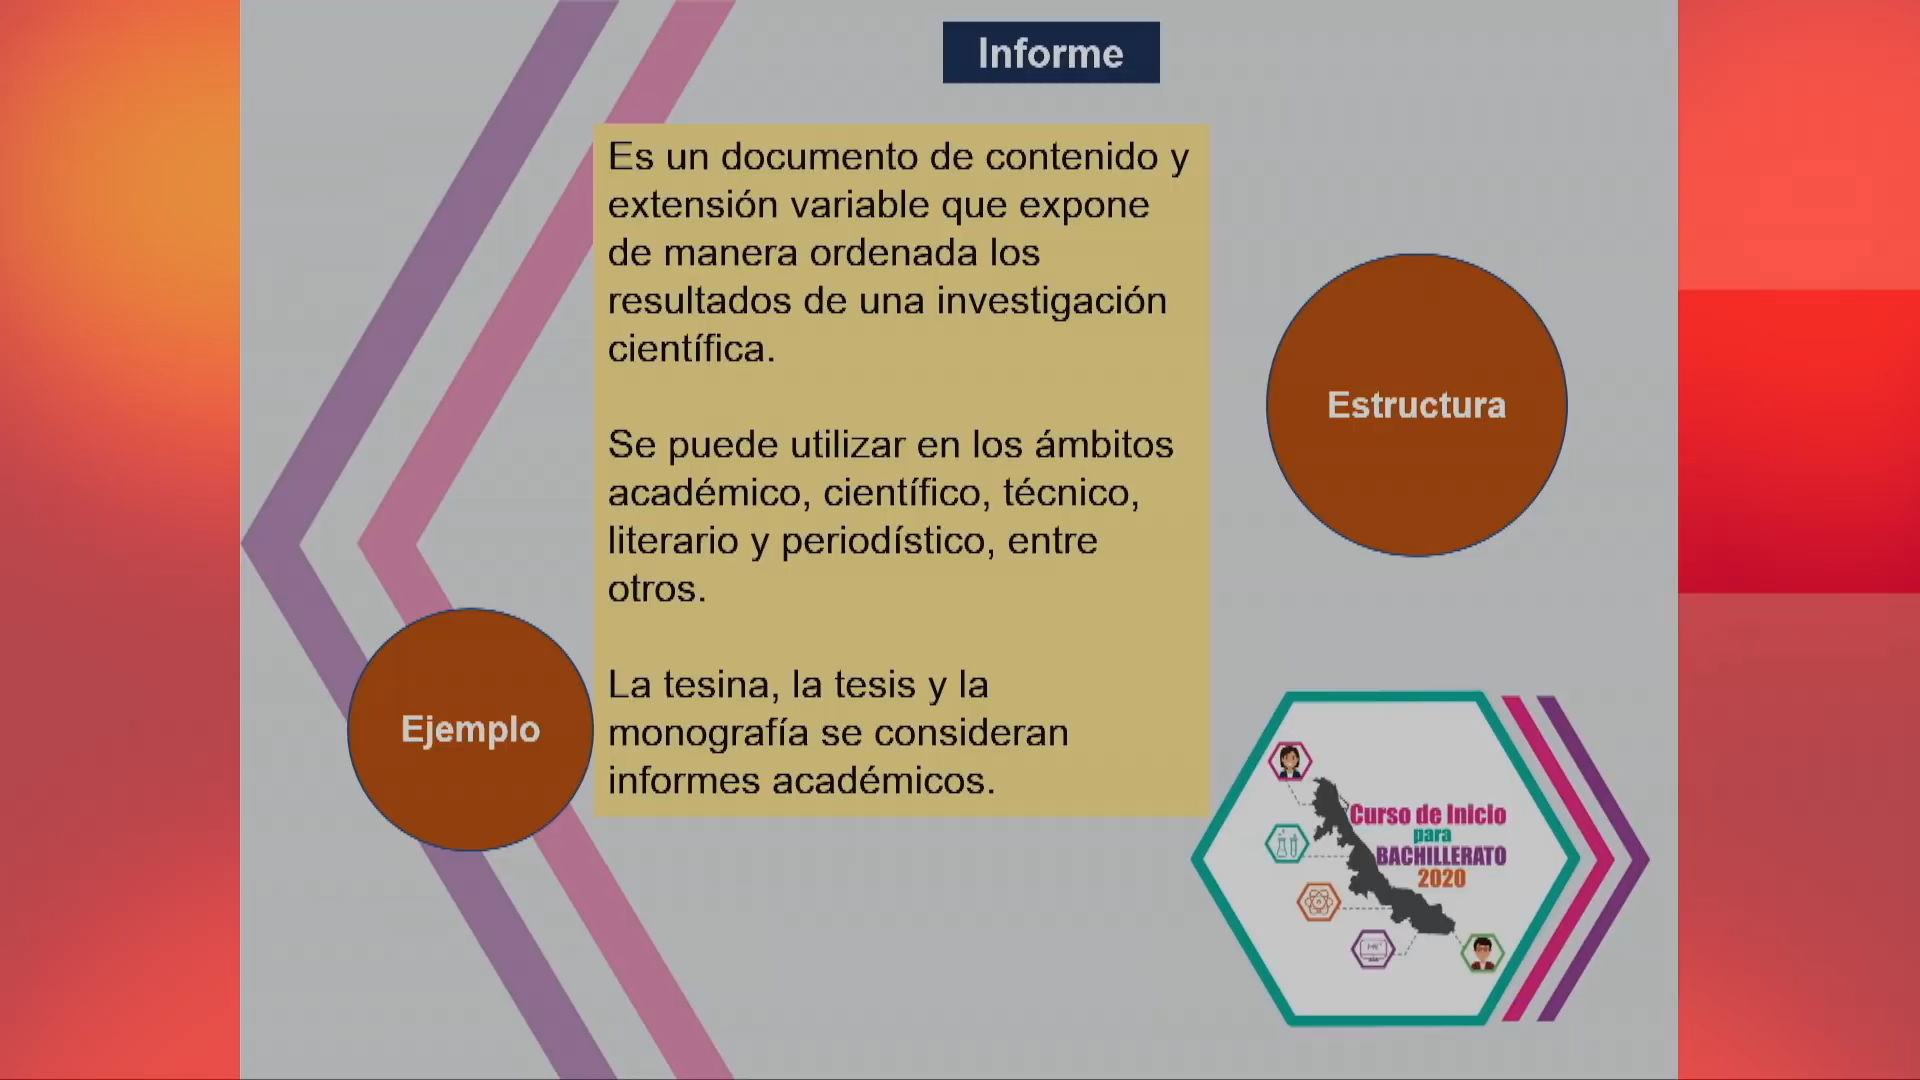 Informe
Es un documento de contenido y
extensión variable que expone
de manera ordenada los
resultados de una investigación
científica.
Se puede utilizar en los ámbitos
académico, científico, técnico,
literario y periodístico, entre
otros.
La tesina, la tesis y la
monografía se consideran
informes académicos.
Estructura
Ejemplo
Curso de Inicio
para
BACHILLERATO
2020